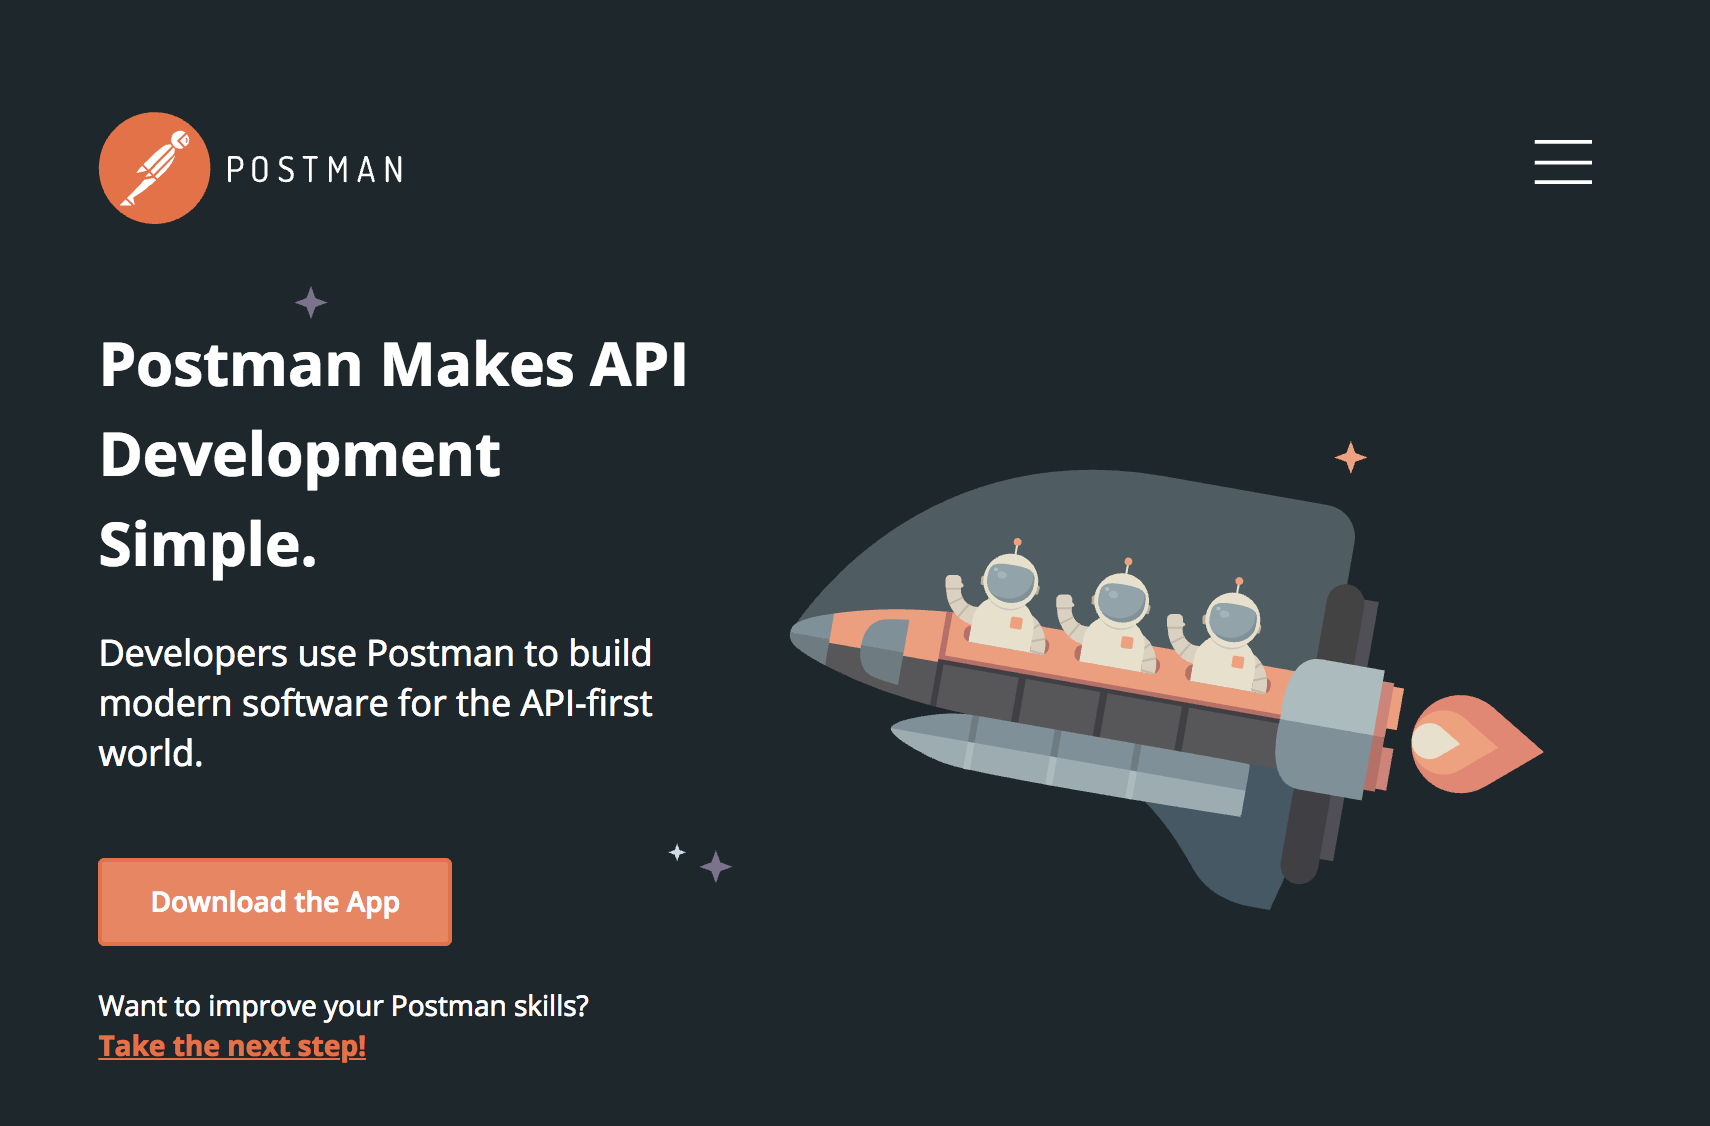 POSTMAN
Postman Makes API
Development
Simple.
Developers use Postman to build
modern software for the API-first
world.
Download the App
Want to improve your Postman skills?
Take the next step!